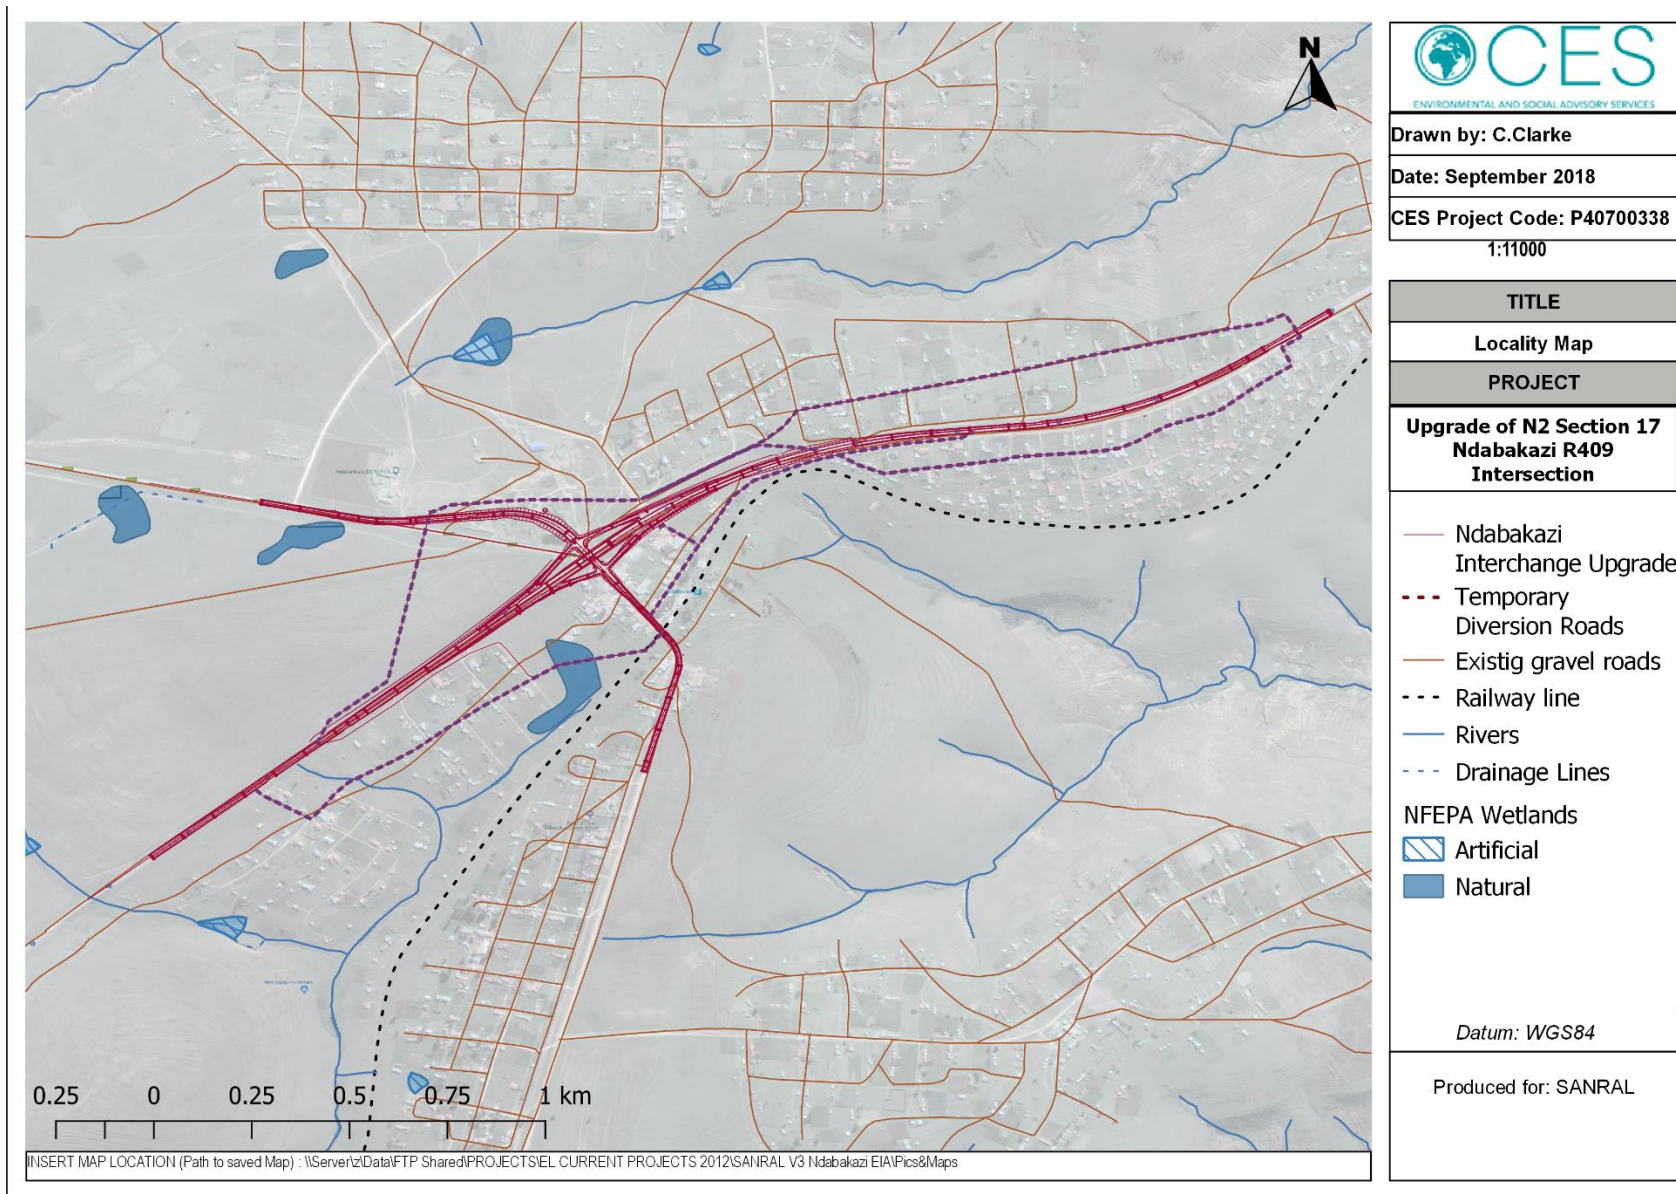 N
0.25 0 0.25 0.5 0.75 1 km
INSERT MAP LOCATION (Path to saved Map) : \\Server\z\Data\FTP Shared\PROJECTS\EL CURRENT PROJECTS 2012\SANRAL V3 Ndabakazi EIA\Pics&Maps
CES
ENVIRONMENTAL AND SOCIAL ADVISORY SERVICES
Drawn by: C.Clarke
Date: September 2018
CES Project Code: P40700338
1:11000
TITLE
Locality Map
PROJECT
Upgrade of N2 Section 17
Ndabakazi R409
Intersection
Ndabakazi
Interchange Upgrade
Temporary
Diversion Roads
Existig gravel roads
Railway line
Rivers
Drainage Lines
NFEPA Wetlands
Artificial
Natural
Datum: WGS84
Produced for: SANRAL